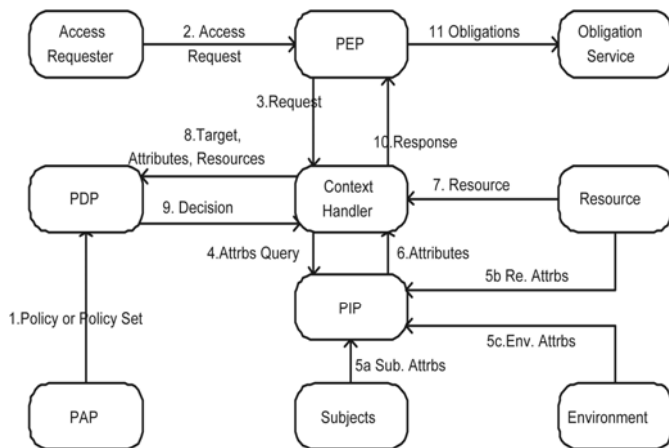 Access
Requester
2. Access
Request
PEP
11 Obligations
Obligation
Service
3.Request
8.Target,
Attributes, Resources
10.Response
PDP
9. Decision
Context
Handler
7. Resource
Resource
4.Attrbs Query
6.Attributes
5b Re. Attrbs
PIP
1.Policy or Policy Set
5c.Env. Attrbs
5a Sub. Attrbs
PAP
Subjects
Environment